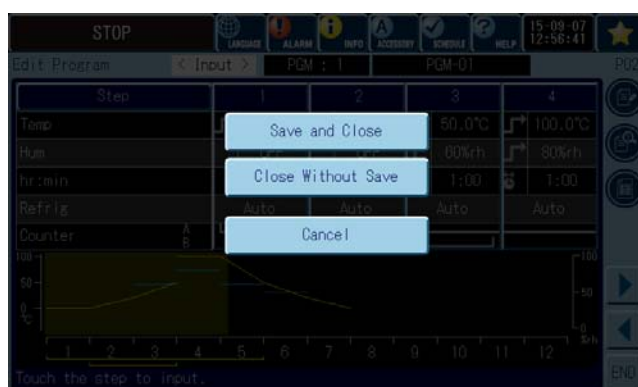 STOP
LANGUAGE ALARM INFO ACCESSORY SCHEDULE HELP 15-09-07
12:56:41
Edit Program < Input > PGM : 1 PGM-01 P02
Step 1 2 3 4
Temp 50.0℃ 100.0℃
Save and Close
Hum 60%rh 80%rh
hr:min 1:00 1:00
Close Without Save
Refrig Auto Auto Auto Auto
Counter A
B
Cancel
100 100
50 50
0 0
℃ %rh
1 2 3 4 5 6 7 8 9 10 11 12
Touch the step to input. END